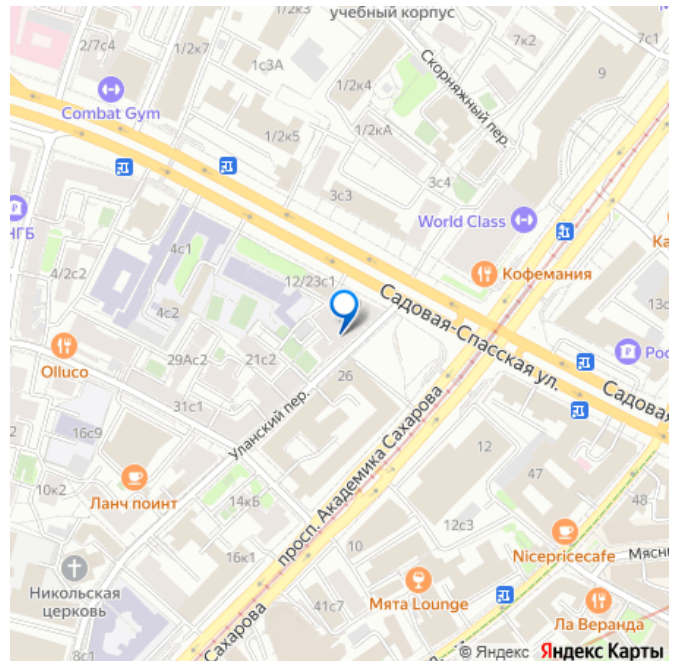 1/2к3
учебный корпус
2/7с4
1/2к7
7к2
1с3А
Скорняжный пер.
9
1/2к4
Combat Gym
1/2к5
1/2кА
3с3
3с4
World Class
НГБ
4с1
Кофемания
Ка
4/2с2
12/23с1
Садовая-Спасская ул.
13с
4с2
Рос
29Ас2
21с2
Olluco
26
Садовая
31с1
Уланский пер.
просп. Академика Сахарова
16с9
12
47
10к2
Ланч поинт
14кБ
48
12с3
10
Nicepricecafe
16к1
Мясн
Никольская
церковь
Мята Lounge
41с7
Ла Веранда
8с1
Сахарова
© Яндекс Яндекс Карты